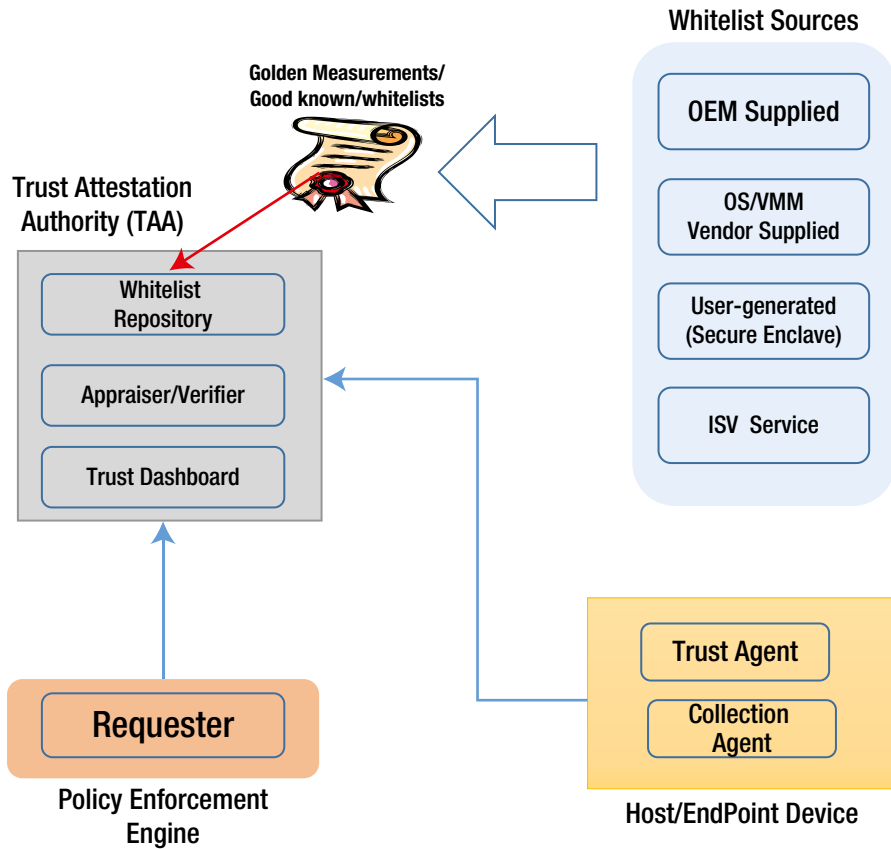 Whitelist Sources
Golden Measurements/
Good known/whitelists
OEM Supplied
OS/VMM
Vendor Supplied
User-generated
(Secure Enclave)
ISV Service
Trust Attestation
Authority (TAA)
Whitelist
Repository
Appraiser/Verifier
Trust Dashboard
Requester
Policy Enforcement
Engine
Trust Agent
Collection
Agent
Host/EndPoint Device